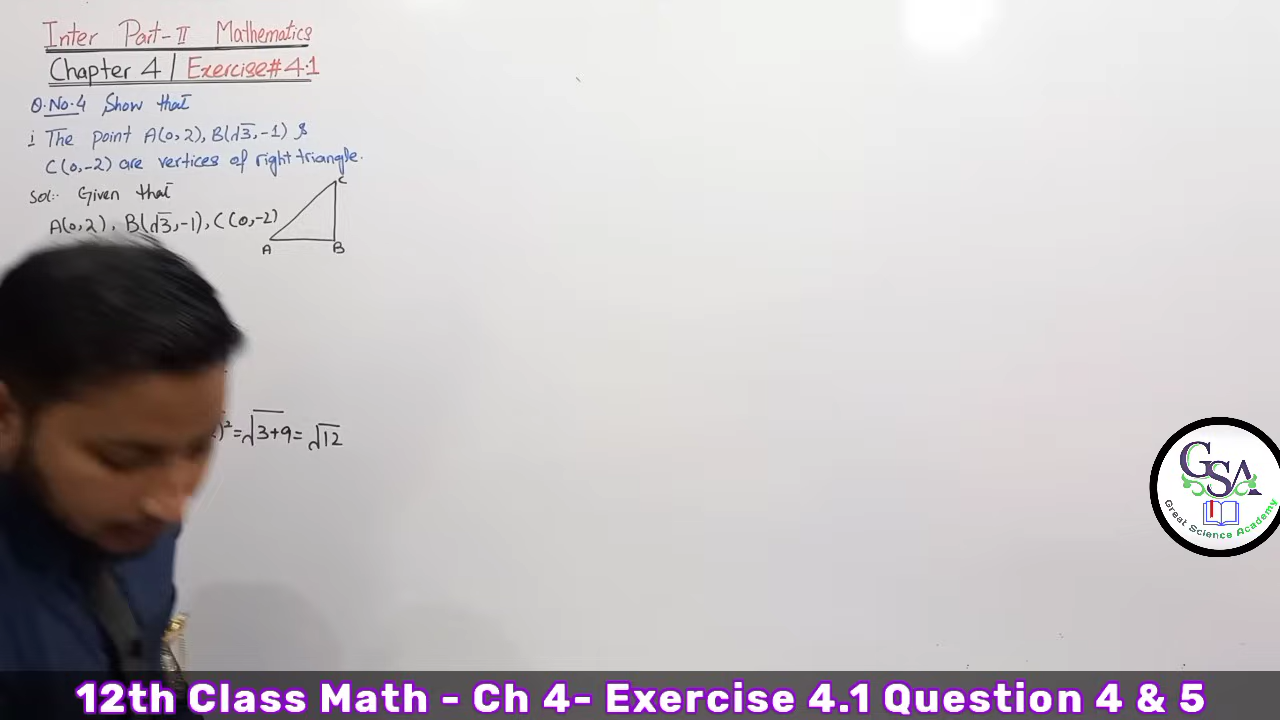 Inter Part-II Mathematics
Chapter 4 | Exercise# 4.1
Q.No.4 Show that
i The point A(0,2), B(√3,-1) &
C(0,-2) are vertices of right triangle.
Sol:- Given that
A(0,2), B(√3,-1), C(0,-2)
C
A B
)² = √3+9 = √12
GSA
Great Science Academy
12th Class Math - Ch 4- Exercise 4.1 Question 4 & 5